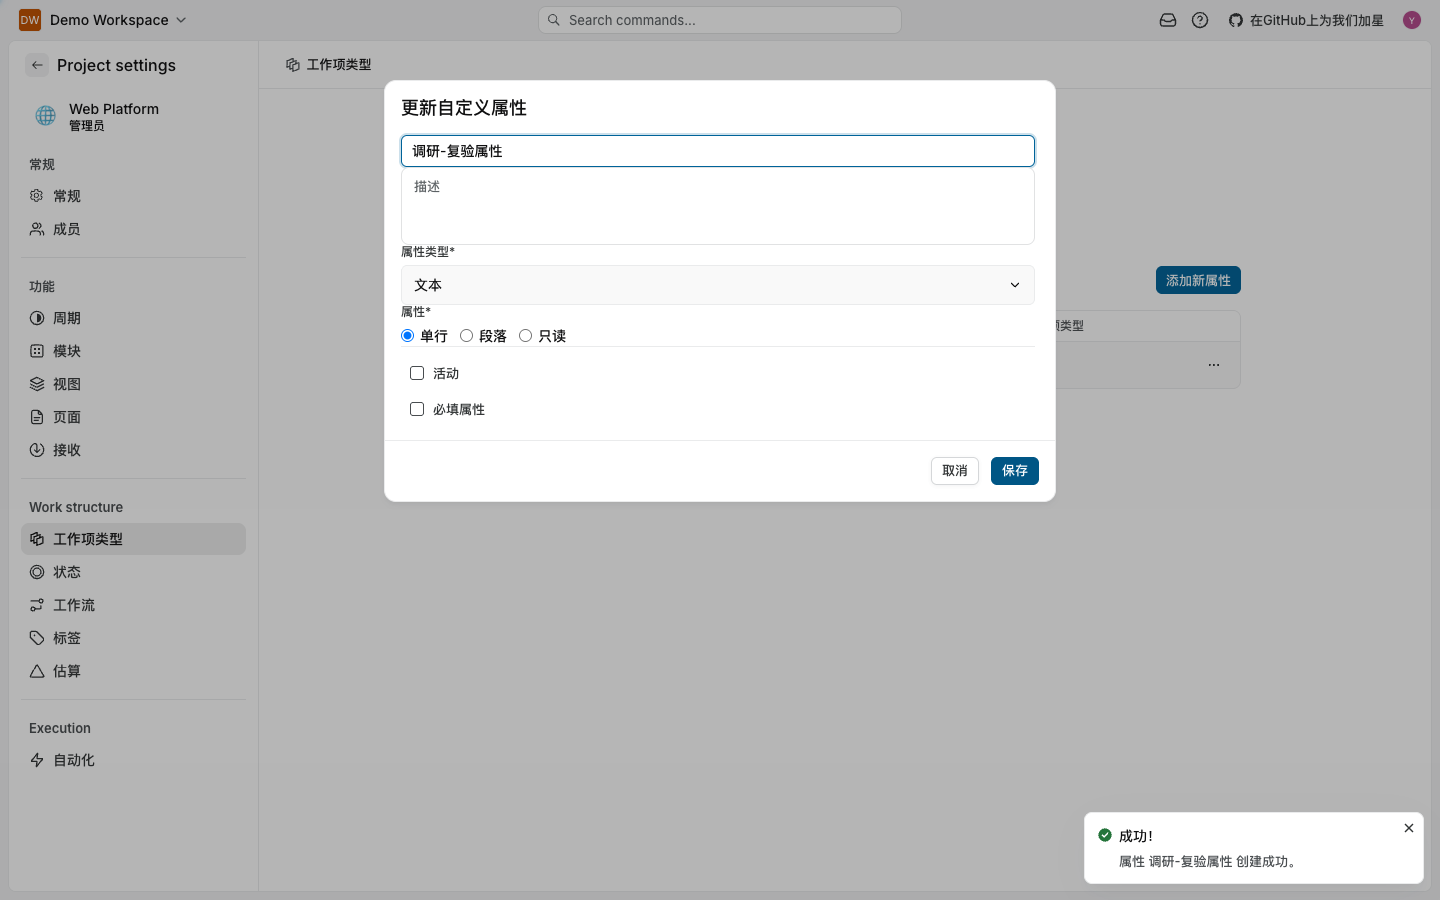 DW Demo Workspace
Search commands...
在GitHub上为我们加星
Y
Project settings
工作项类型
Web Platform
管理员
常规
常规
成员
功能
周期
模块
视图
页面
接收
Work structure
工作项类型
状态
工作流
标签
估算
Execution
自动化
更新自定义属性
调研-复验属性
描述
属性类型*
文本
属性*
单行 段落 只读
活动
必填属性
取消 保存
添加新属性
类型
成功！
属性 调研-复验属性 创建成功。